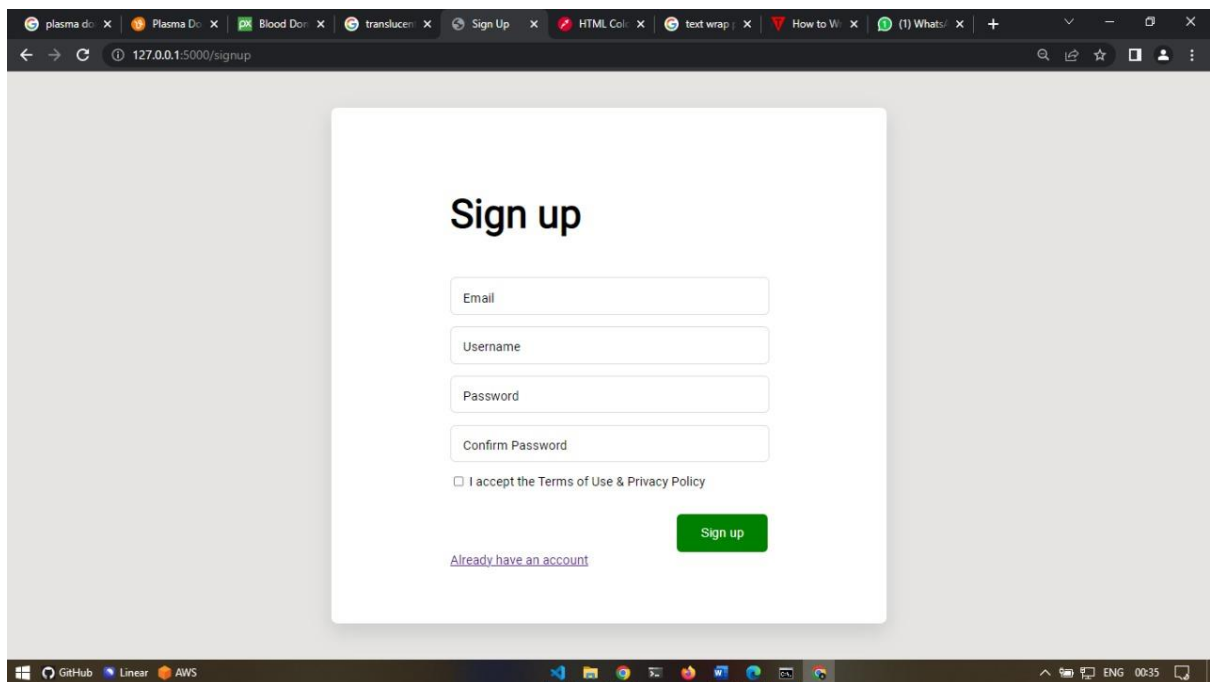 plasma do Plasma Do Blood Don translucen Sign Up HTML Colo text wrap How to W (1) Whats
127.0.0.1:5000/signup
Sign up
Email
Username
Password
Confirm Password
I accept the Terms of Use & Privacy Policy
Sign up
Already have an account
GitHub Linear AWS ENG 00:35